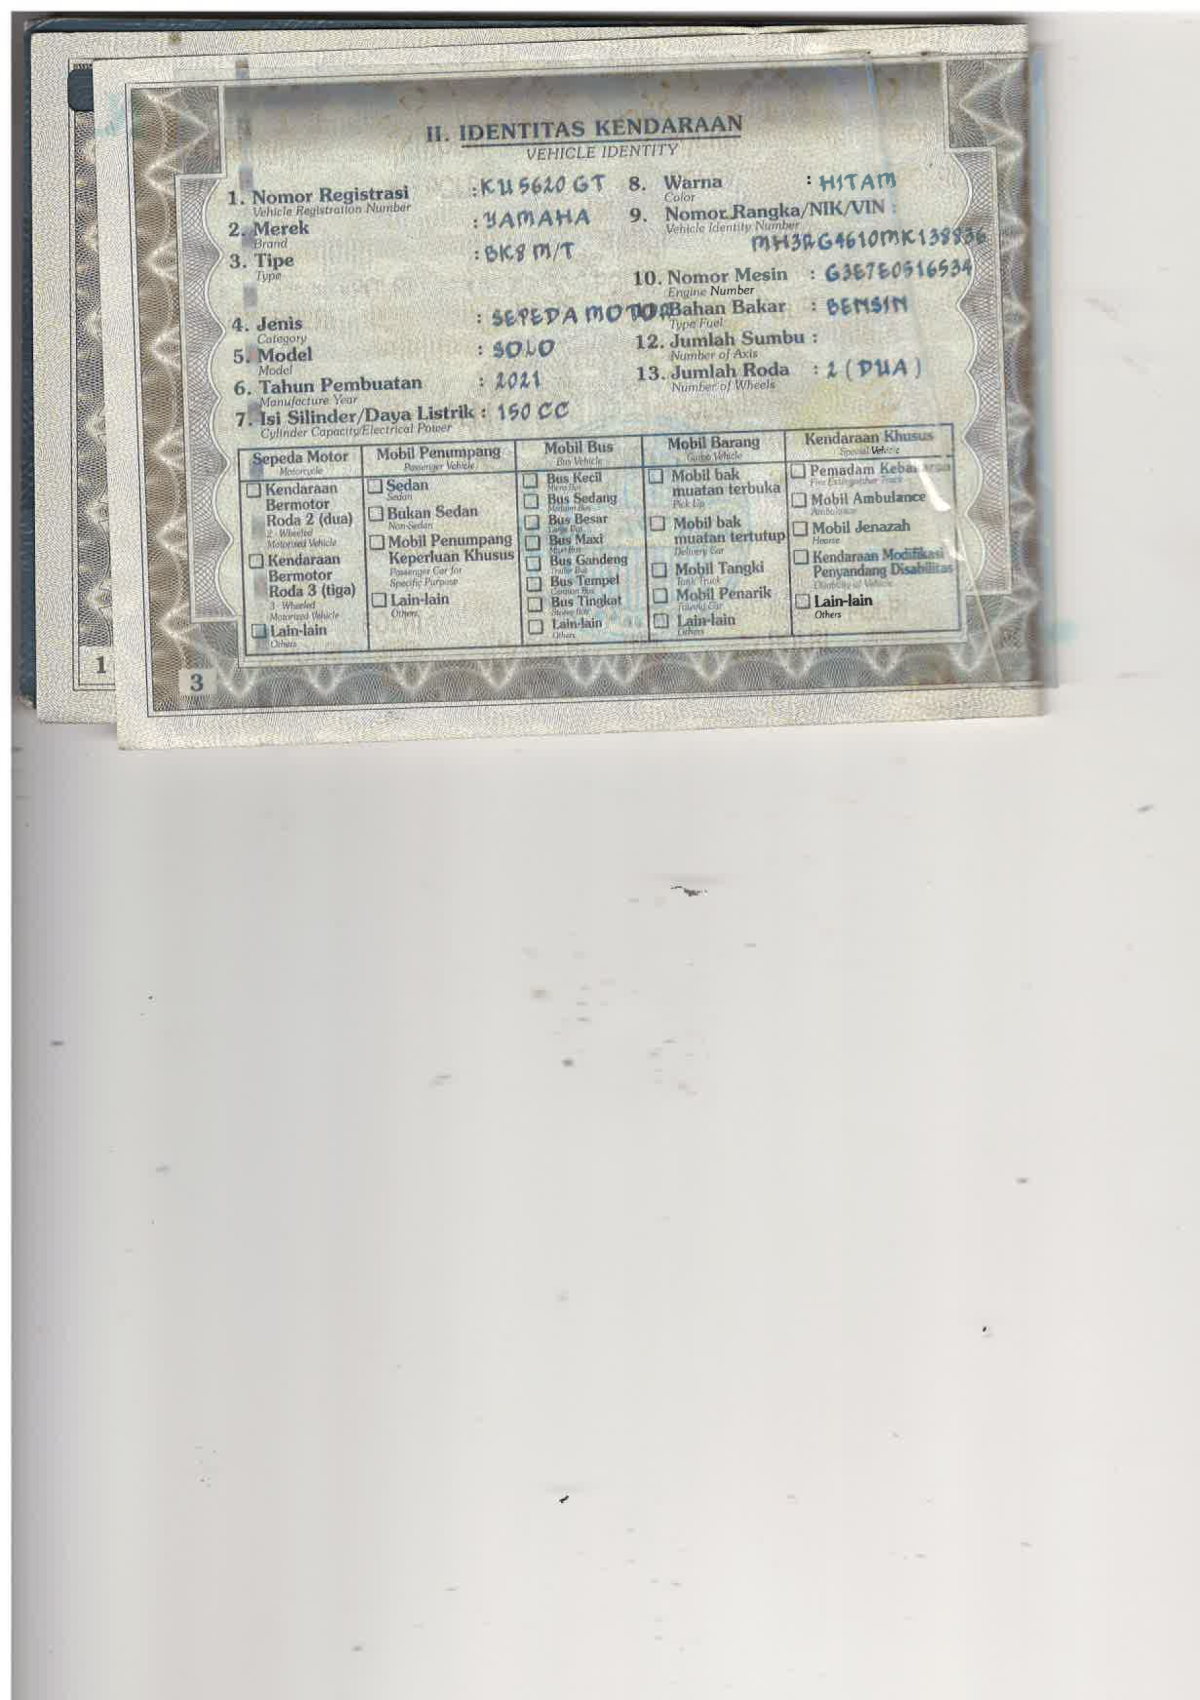 II. IDENTITAS KENDARAAN
VEHICLE IDENTITY
1. Nomor Registrasi : KU 5620 GT
Vehicle Registration Number
2. Merek : YAMAHA
Brand
3. Tipe : BK8 M/T
Type
4. Jenis : SEPEDA MOTOR
Category
5. Model : SOLO
Model
6. Tahun Pembuatan : 2021
Manufacture Year
7. Isi Silinder/Daya Listrik : 150 CC
Cylinder Capacity/Electrical Power
8. Warna : HITAM
Color
9. Nomor Rangka/NIK/VIN :
Vehicle Identity Number
MH3RG4610MK138936
10. Nomor Mesin : G3E7E0516534
Engine Number
Bahan Bakar : BENSIN
Type Fuel
12. Jumlah Sumbu :
Number of Axis
13. Jumlah Roda : 2 (DUA)
Number of Wheels
Sepeda Motor
Motorcycle
Kendaraan
Bermotor
Roda 2 (dua)
2 - Wheeled
Motorized Vehicle
Kendaraan
Bermotor
Roda 3 (tiga)
3 - Wheeled
Motorized Vehicle
Lain-lain
Others
Mobil Penumpang
Passenger Vehicle
Sedan
Sedan
Bukan Sedan
Non-Sedan
Mobil Penumpang
Keperluan Khusus
Passenger Car for
Specific Purpose
Lain-lain
Others
Mobil Bus
Bus Vehicle
Bus Kecil
Bus Sedang
Bus Besar
Bus Maxi
Bus Gandeng
Bus Tempel
Bus Tingkat
Lain-lain
Others
Mobil Barang
Cargo Vehicle
Mobil bak
muatan terbuka
Pick Up
Mobil bak
muatan tertutup
Delivery Car
Mobil Tangki
Tank Truck
Mobil Penarik
Lain-lain
Others
Kendaraan Khusus
Special Vehicle
Pemadam Kebakaran
Fire Extinguisher Truck
Mobil Ambulance
Ambulance
Mobil Jenazah
Hearse
Kendaraan Modifikasi
Penyandang Disabilitas
Lain-lain
Others
1
3